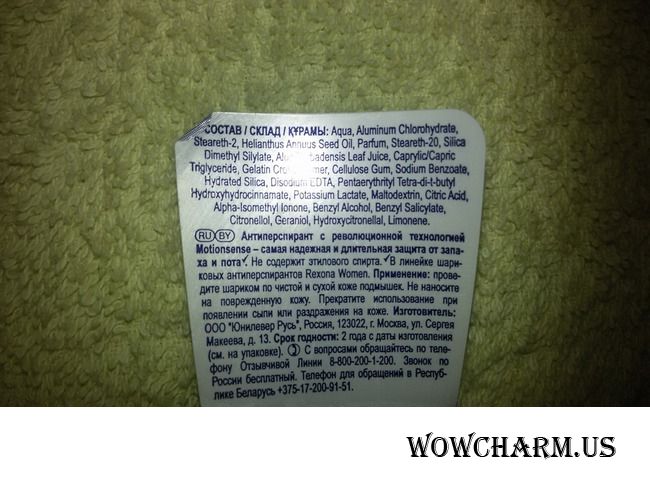 СОСТАВ / СКЛАД / ҚҰРАМЫ: Aqua, Aluminum Chlorohydrate,
Steareth-2, Helianthus Annuus Seed Oil, Parfum, Steareth-20, Silica
Dimethyl Silylate, Leaf Juice, Caprylic/Capric
Triglyceride, Gelatin Sodium Benzoate,
Hydrated Silica, Disodium EDTA, Pentaerythrityl Tetra-di-t-butyl
Hydroxyhydrocinnamate, Potassium Lactate, Maltodextrin, Citric Acid,
Alpha-Isomethyl Ionone, Benzyl Alcohol, Benzyl Salicylate,
Citronellol, Geraniol, Hydroxycitronellal, Limonene.
RU BY Антиперспирант с революционной технологией
Motionsense – самая надежная и длительная защита от запа-
ха и пота✓. Не содержит этилового спирта. ✓В линейке шари-
ковых антиперспирантов Rexona Women. Применение: прове-
дите шариком по чистой и сухой коже подмышек. Не наносите
на поврежденную кожу. Прекратите использование при
появлении сыпи или раздражения на коже. Изготовитель:
ООО "Юнилевер Русь", Россия, 123022, г. Москва, ул. Сергея
Макеева, д. 13. Срок годности: 2 года с даты изготовления
(см. на упаковке). С вопросами обращайтесь по теле-
фону Отзывчивой Линии 8-800-200-1-200. Звонок по
России бесплатный. Телефон для обращений в Респуб-
лике Беларусь +375-17-200-91-51.
WOWCHARM.US